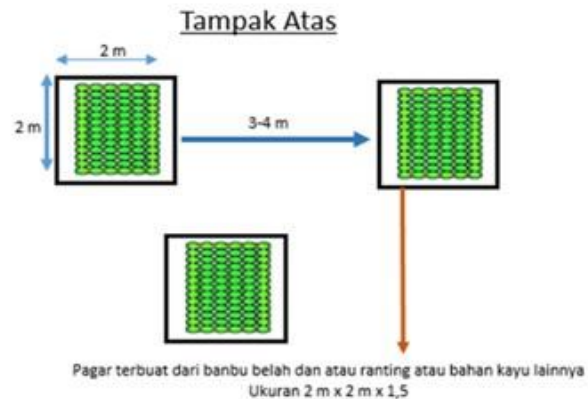 Tampak Atas
2 m
2 m
3-4 m
Pagar terbuat dari banbu belah dan atau ranting atau bahan kayu lainnya
Ukuran 2 m x 2 m x 1,5